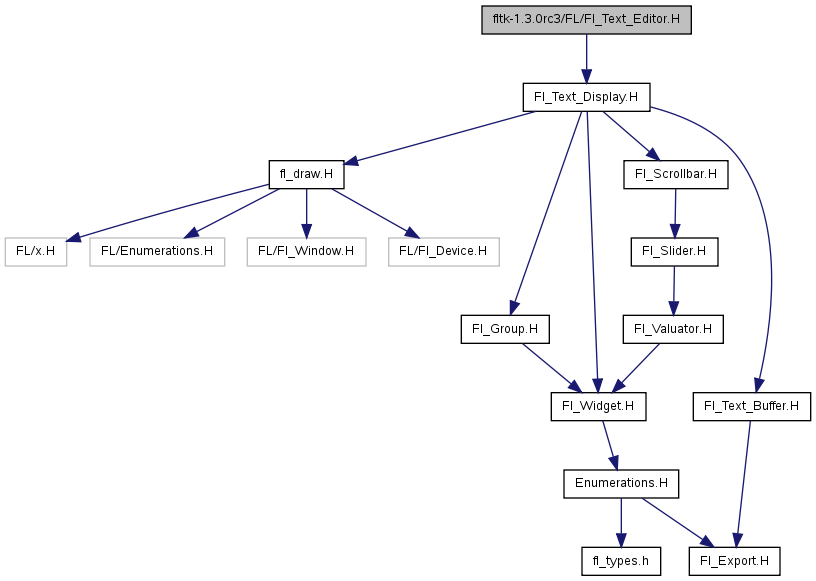 fltk-1.3.0rc3/FL/Fl_Text_Editor.H
Fl_Text_Display.H
fl_draw.H
Fl_Scrollbar.H
FL/x.H
FL/Enumerations.H
FL/Fl_Window.H
FL/Fl_Device.H
Fl_Slider.H
Fl_Group.H
Fl_Valuator.H
Fl_Widget.H
Fl_Text_Buffer.H
Enumerations.H
fl_types.h
Fl_Export.H